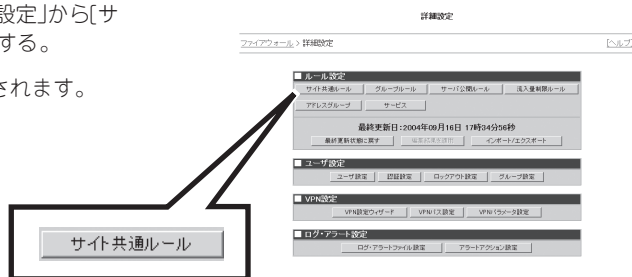 設定」から[サ
する。
されます。
詳細設定
ファイアウォール > 詳細設定 [ヘルプ]
■ ルール設定
サイト共通ルール グループルール サーバ公開ルール 流入量制限ルール
アドレスグループ サービス
最終更新日:2004年09月16日 17時34分56秒
最終更新状態に戻す 編集結果を適用 インポート/エクスポート
■ ユーザ設定
ユーザ設定 認証設定 ロックアウト設定 グループ設定
■ VPN設定
VPN設定ウィザード VPNパス設定 VPNパラメータ設定
■ ログ・アラート設定
ログ・アラートファイル設定 アラートアクション設定
サイト共通ルール